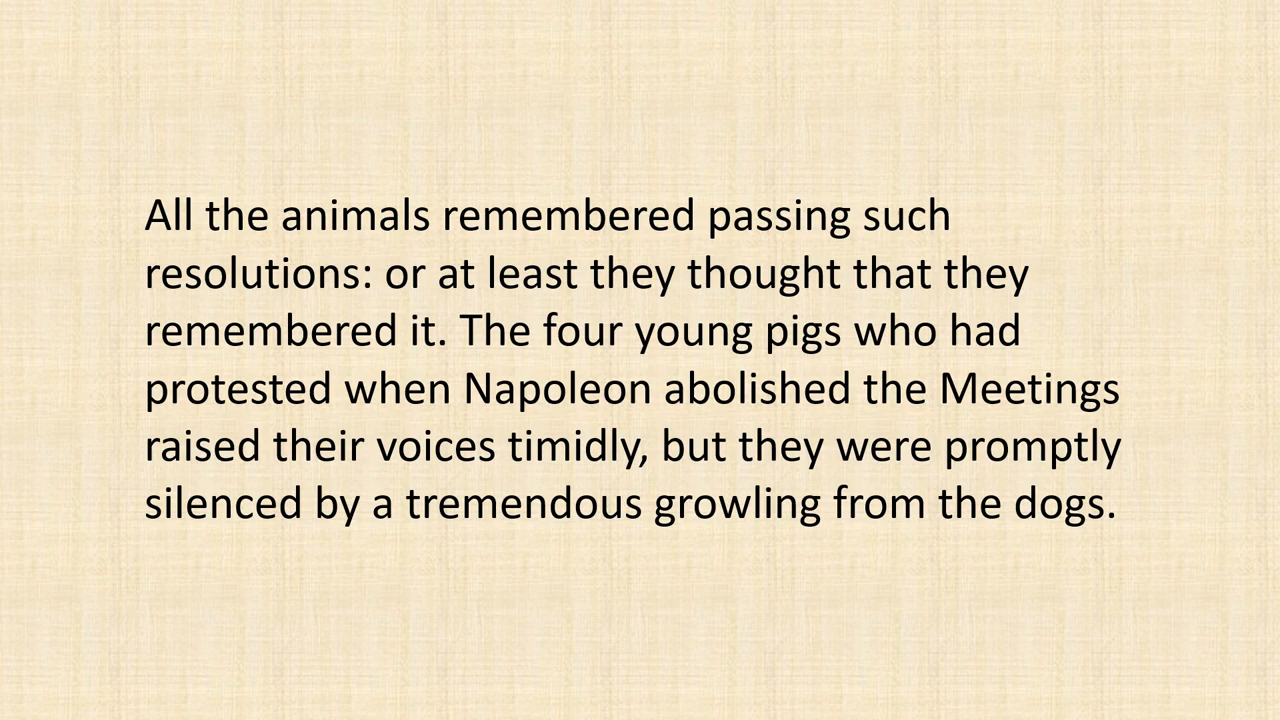 All the animals remembered passing such
resolutions: or at least they thought that they
remembered it. The four young pigs who had
protested when Napoleon abolished the Meetings
raised their voices timidly, but they were promptly
silenced by a tremendous growling from the dogs.